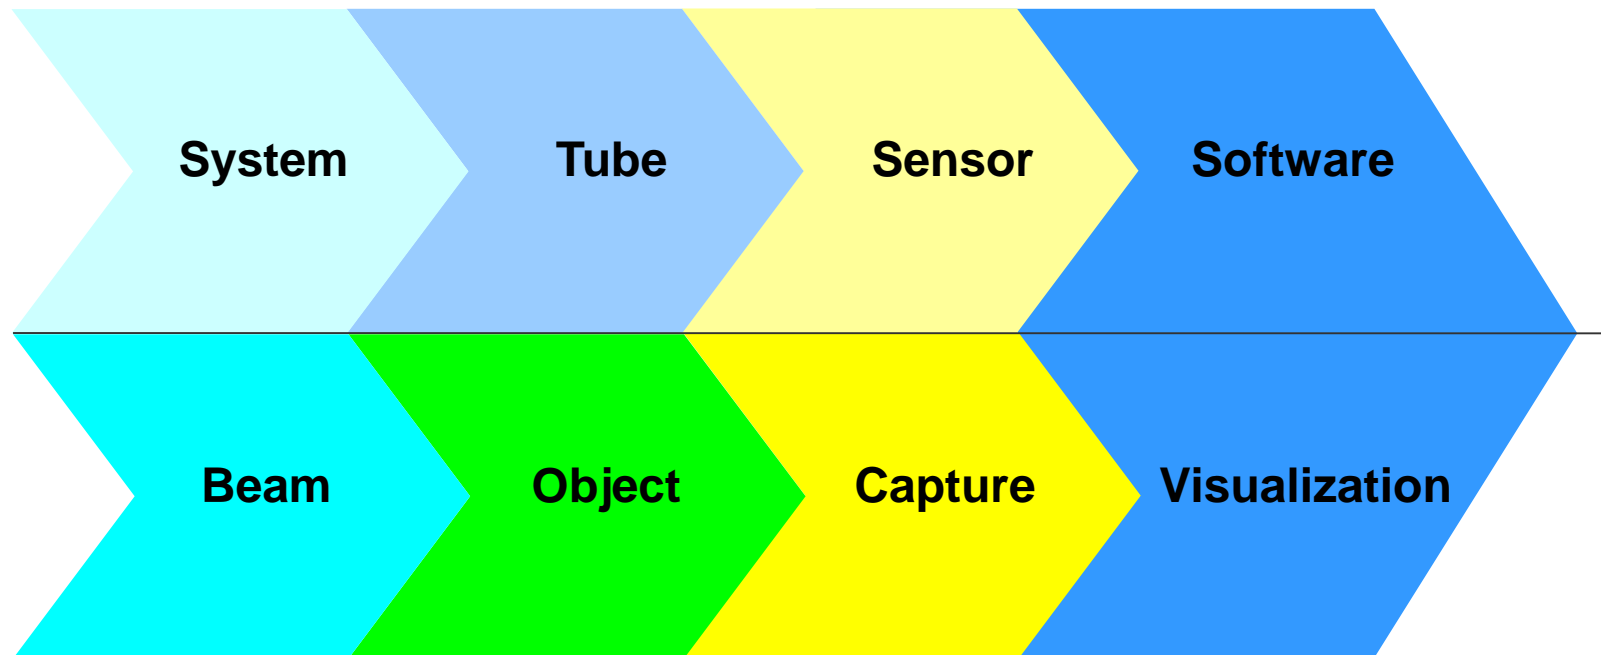 System
Tube
Sensor
Software
Beam
Object
Capture
Visualization